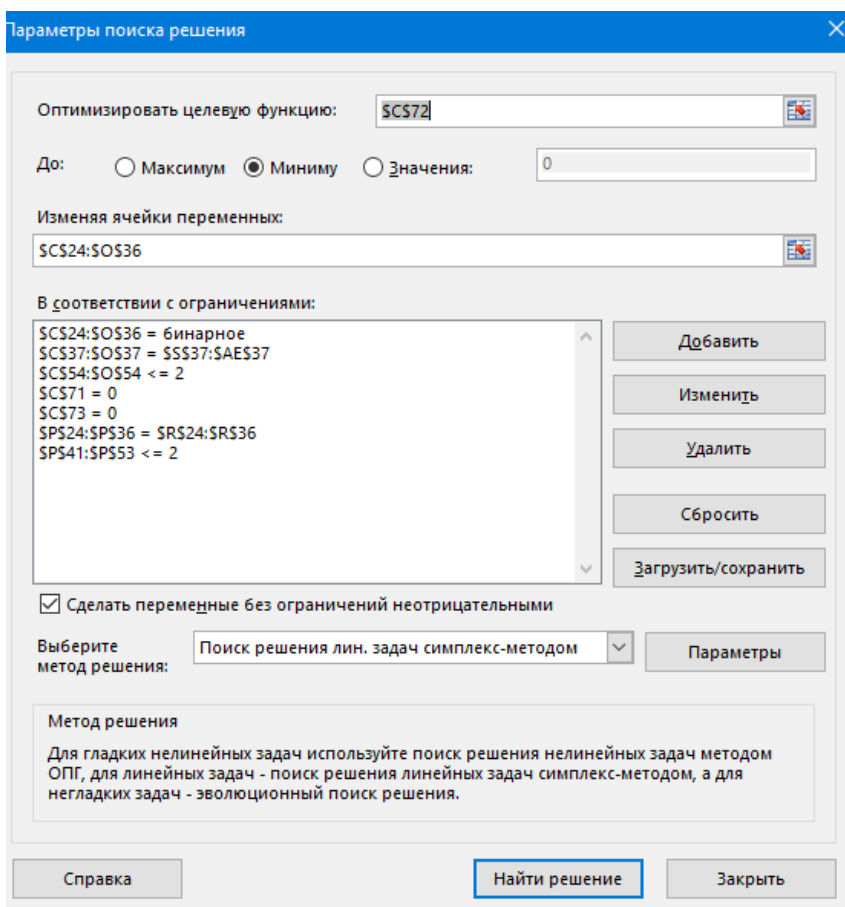 Параметры поиска решения
Оптимизировать целевую функцию:
$C$72
До:
Максимум
Миниму
Значения:
0
Изменяя ячейки переменных:
$C$24:$O$36
В соответствии с ограничениями:
$C$24:$O$36 = бинарное
$C$37:$O$37 = $S$37:$AE$37
$C$54:$O$54 <= 2
$C$71 = 0
$C$73 = 0
$P$24:$P$36 = $R$24:$R$36
$P$41:$P$53 <= 2
Добавить
Изменить
Удалить
Сбросить
Загрузить/сохранить
Сделать переменные без ограничений неотрицательными
Выберите
метод решения:
Поиск решения лин. задач симплекс-методом
Параметры
Метод решения
Для гладких нелинейных задач используйте поиск решения нелинейных задач методом
ОПГ, для линейных задач - поиск решения линейных задач симплекс-методом, а для
негладких задач - эволюционный поиск решения.
Справка
Найти решение
Закрыть